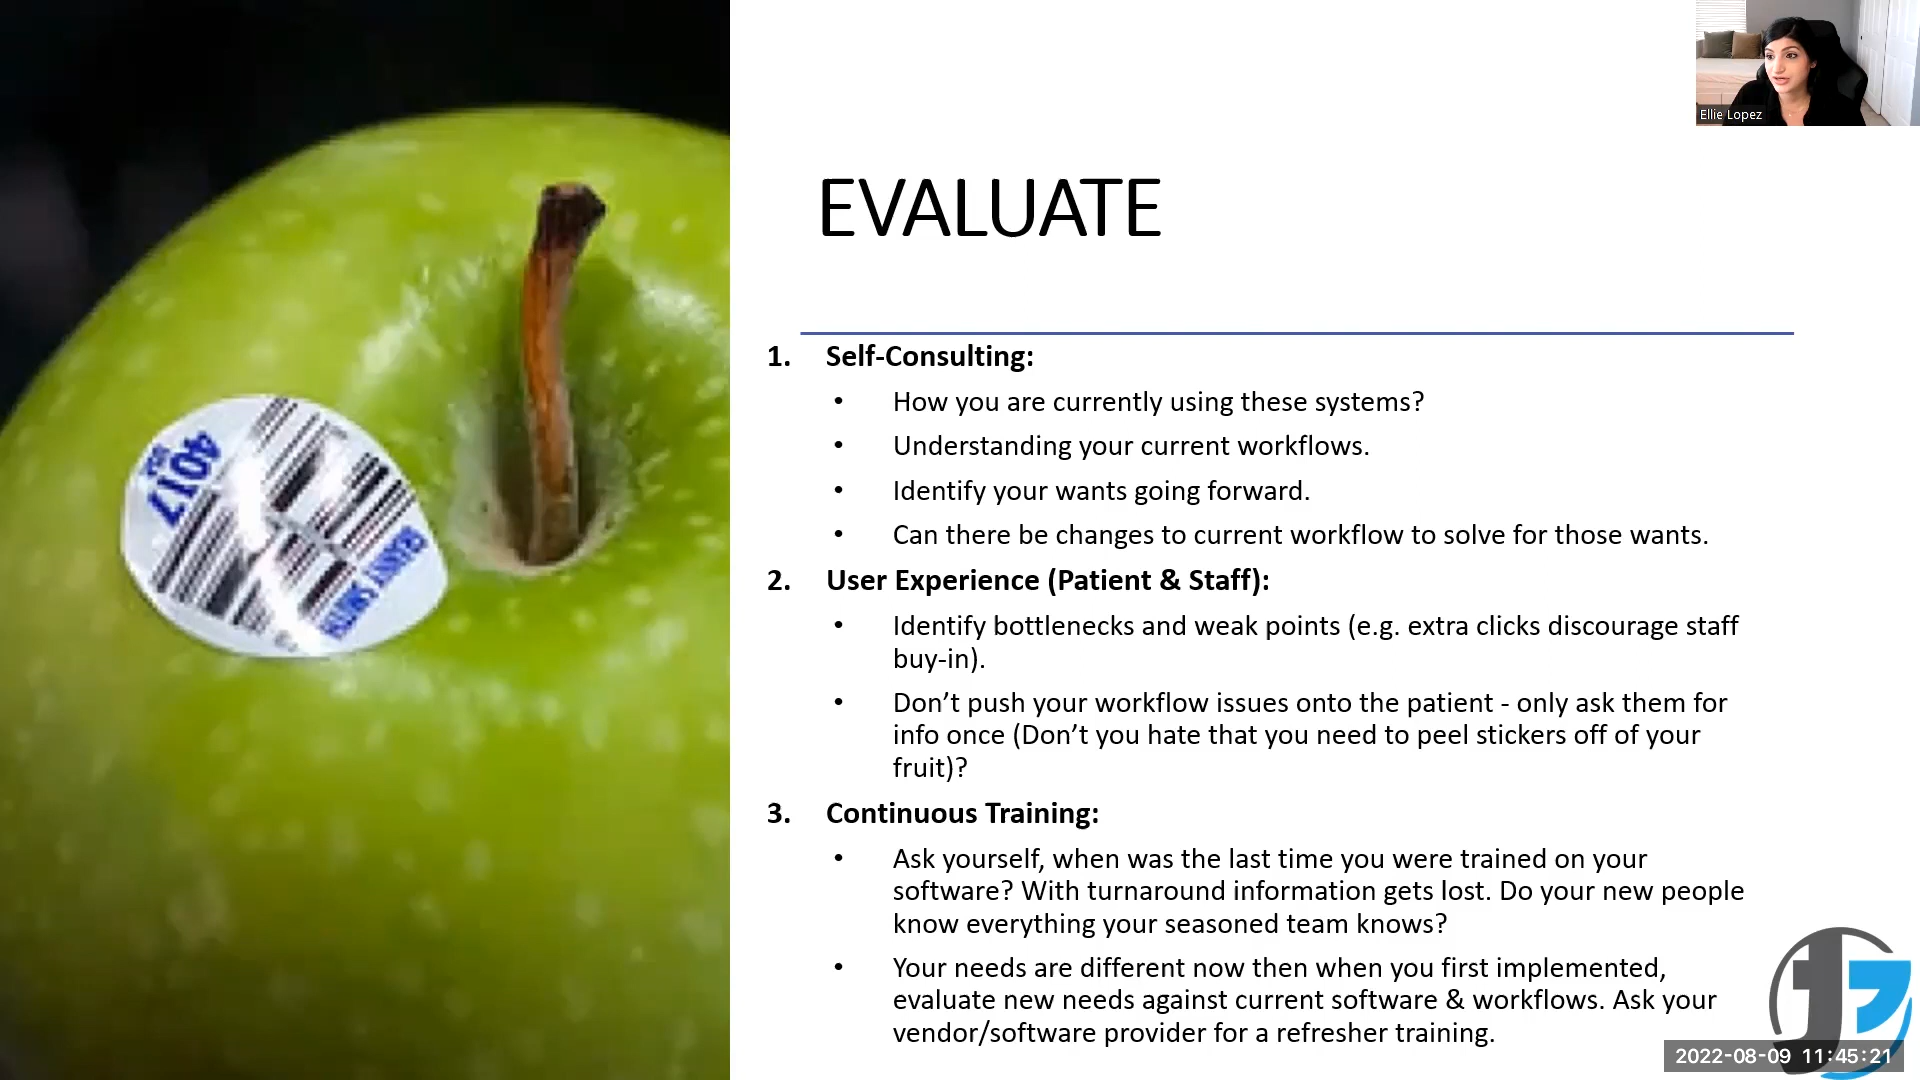 Ellie Lopez
EVALUATE
1. Self-Consulting:
• How you are currently using these systems?
• Understanding your current workflows.
• Identify your wants going forward.
• Can there be changes to current workflow to solve for those wants.
2. User Experience (Patient & Staff):
• Identify bottlenecks and weak points (e.g. extra clicks discourage staff
buy-in).
• Don’t push your workflow issues onto the patient - only ask them for
info once (Don’t you hate that you need to peel stickers off of your
fruit)?
3. Continuous Training:
• Ask yourself, when was the last time you were trained on your
software? With turnaround information gets lost. Do your new people
know everything your seasoned team knows?
• Your needs are different now then when you first implemented,
evaluate new needs against current software & workflows. Ask your
vendor/software provider for a refresher training.
4017
USA
GRANNY SMITH
2022-08-09 11:45:21